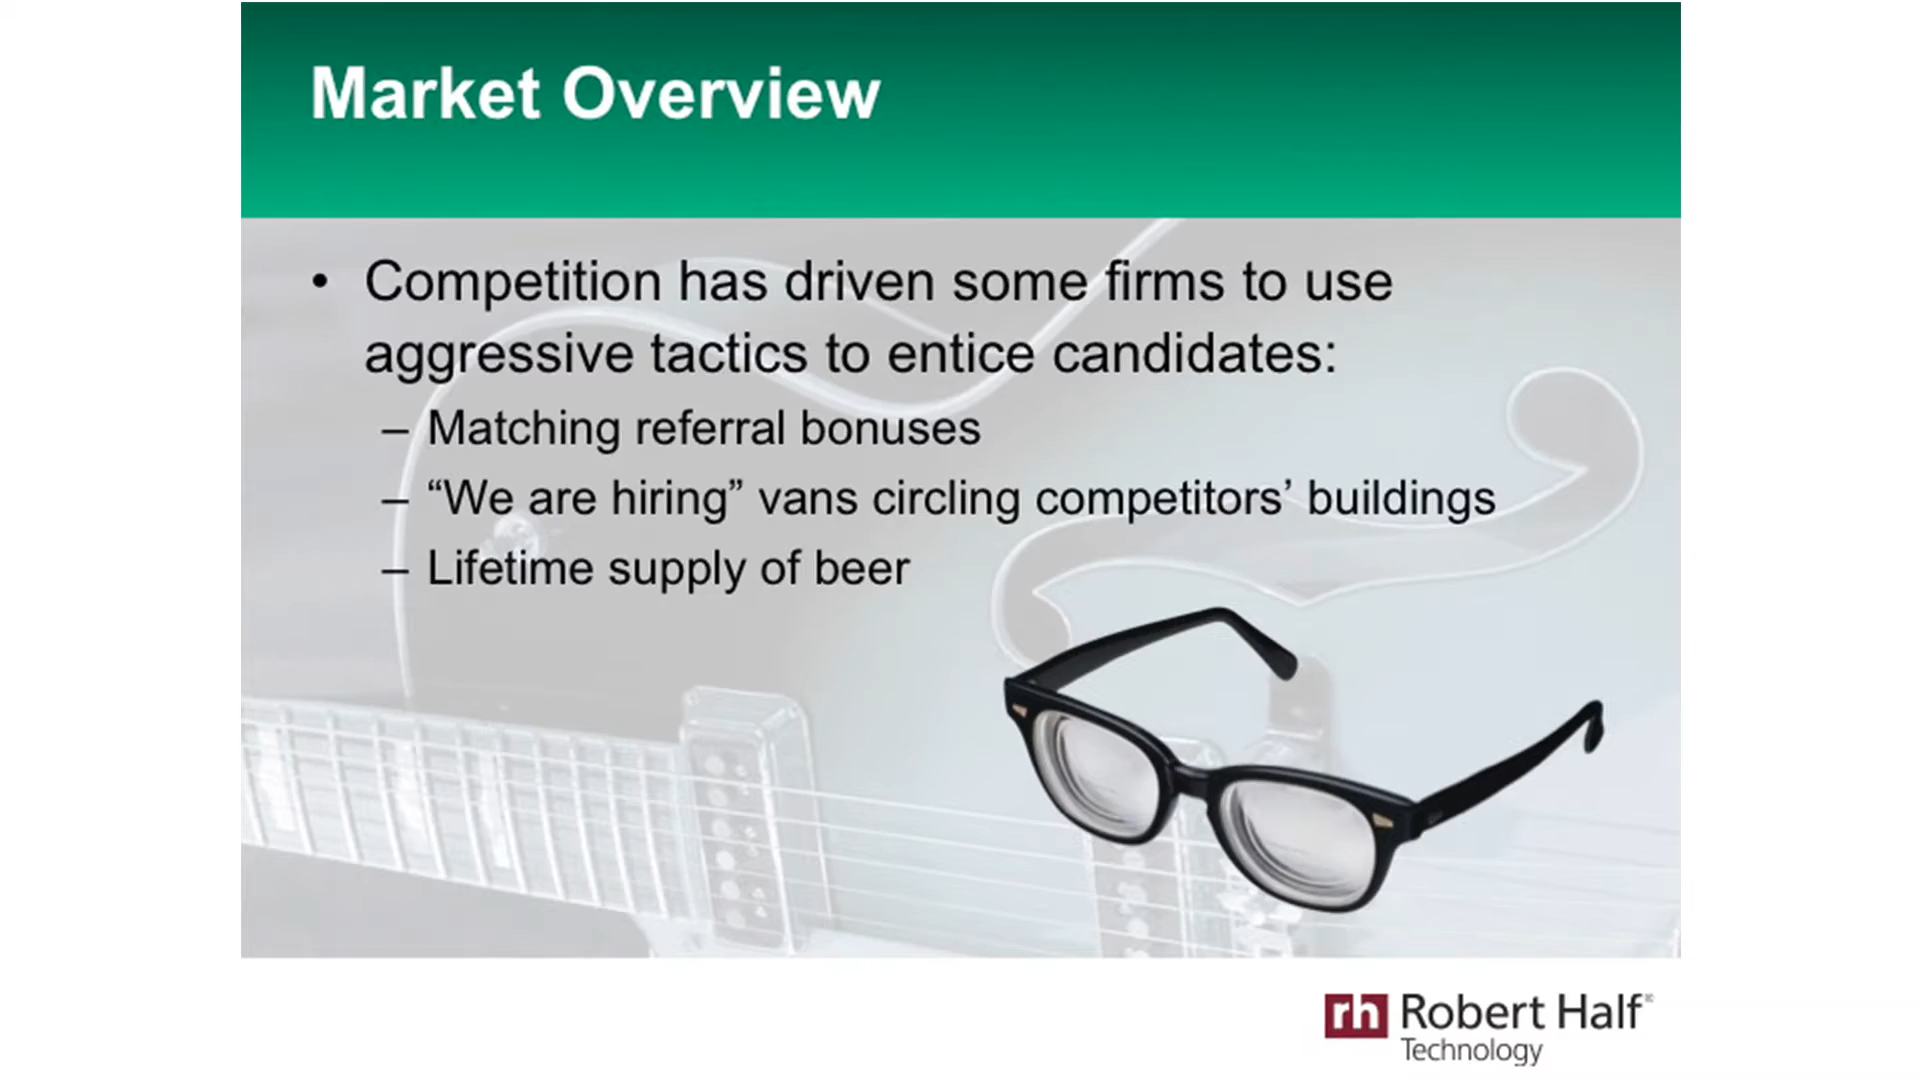 Market Overview
• Competition has driven some firms to use
aggressive tactics to entice candidates:
– Matching referral bonuses
– “We are hiring” vans circling competitors’ buildings
– Lifetime supply of beer
rh Robert Half®
Technology